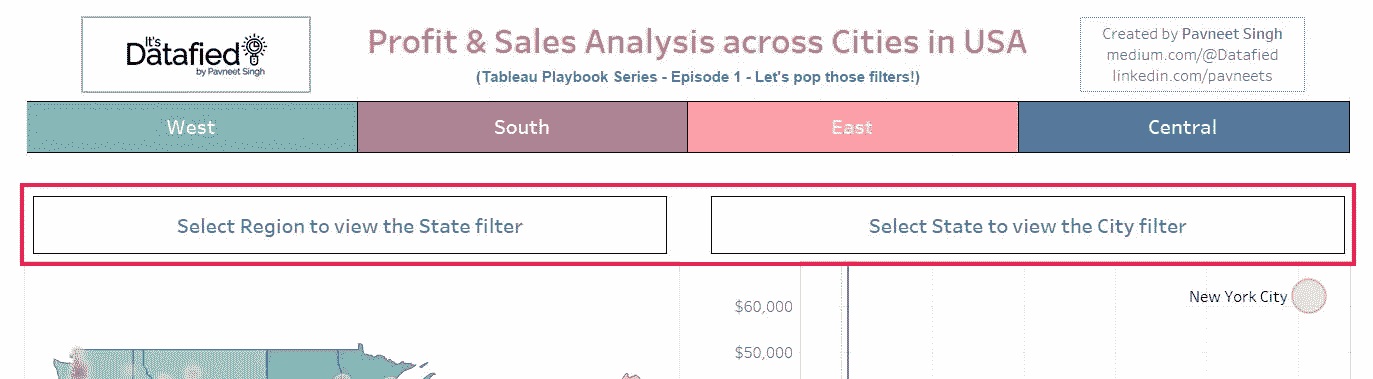 It's
Datafied
by Pavneet Singh
Profit & Sales Analysis across Cities in USA
(Tableau Playbook Series - Episode 1 - Let's pop those filters!)
Created by Pavneet Singh
medium.com/@Datafied
linkedin.com/pavneets
West
South
East
Central
Select Region to view the State filter
Select State to view the City filter
New York City
$60,000
$50,000